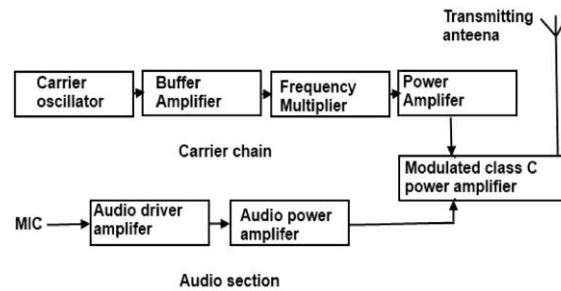 Transmitting
anteena
Carrier
oscillator
Buffer
Amplifier
Frequency
Multiplier
Power
Amplifer
Carrier chain
Modulated class C
power amplifier
MIC
Audio driver
amplifer
Audio power
amplifer
Audio section